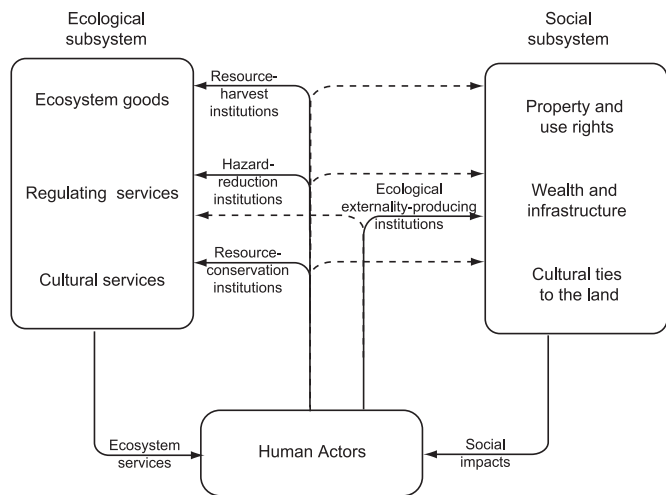 Ecological
subsystem
Social
subsystem
Ecosystem goods
Regulating services
Cultural services
Resource-
harvest
institutions
Hazard-
reduction
institutions
Resource-
conservation
institutions
Ecological
externality-producing
institutions
Property and
use rights
Wealth and
infrastructure
Cultural ties
to the land
Ecosystem
services
Human Actors
Social
impacts